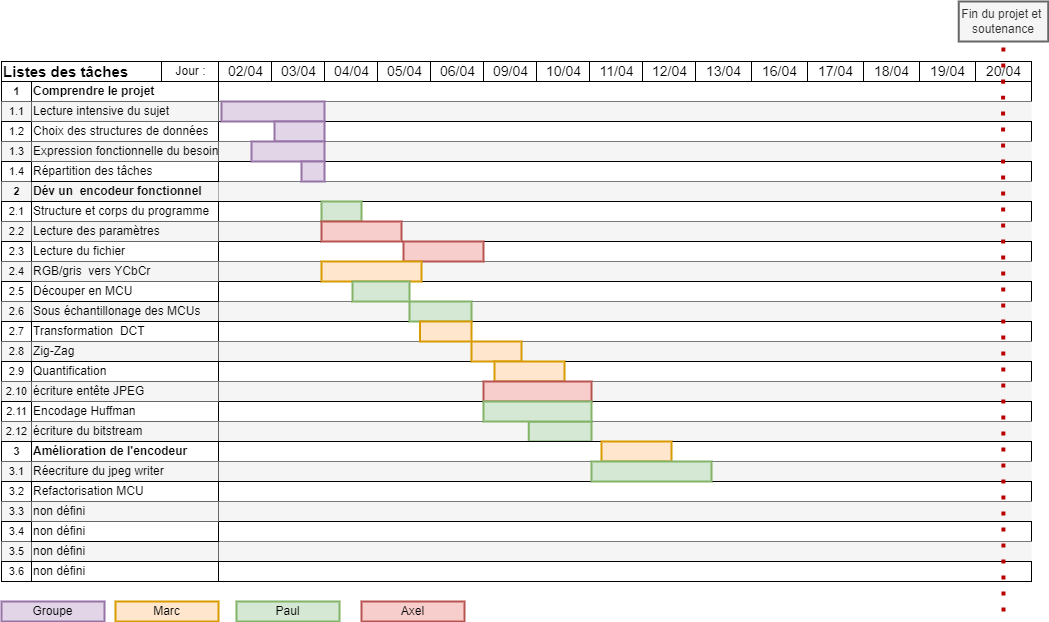 Fin du projet et
soutenance
Listes des tâches Jour : 02/04 03/04 04/04 05/04 06/04 09/04 10/04 11/04 12/04 13/04 16/04 17/04 18/04 19/04 20/04
1 Comprendre le projet
1.1 Lecture intensive du sujet
1.2 Choix des structures de données
1.3 Expression fonctionnelle du besoin
1.4 Répartition des tâches
2 Dév un encodeur fonctionnel
2.1 Structure et corps du programme
2.2 Lecture des paramètres
2.3 Lecture du fichier
2.4 RGB/gris vers YCbCr
2.5 Découper en MCU
2.6 Sous échantillonage des MCUs
2.7 Transformation DCT
2.8 Zig-Zag
2.9 Quantification
2.10 écriture entête JPEG
2.11 Encodage Huffman
2.12 écriture du bitstream
3 Amélioration de l'encodeur
3.1 Réecriture du jpeg writer
3.2 Refactorisation MCU
3.3 non défini
3.4 non défini
3.5 non défini
3.6 non défini
Groupe Marc Paul Axel